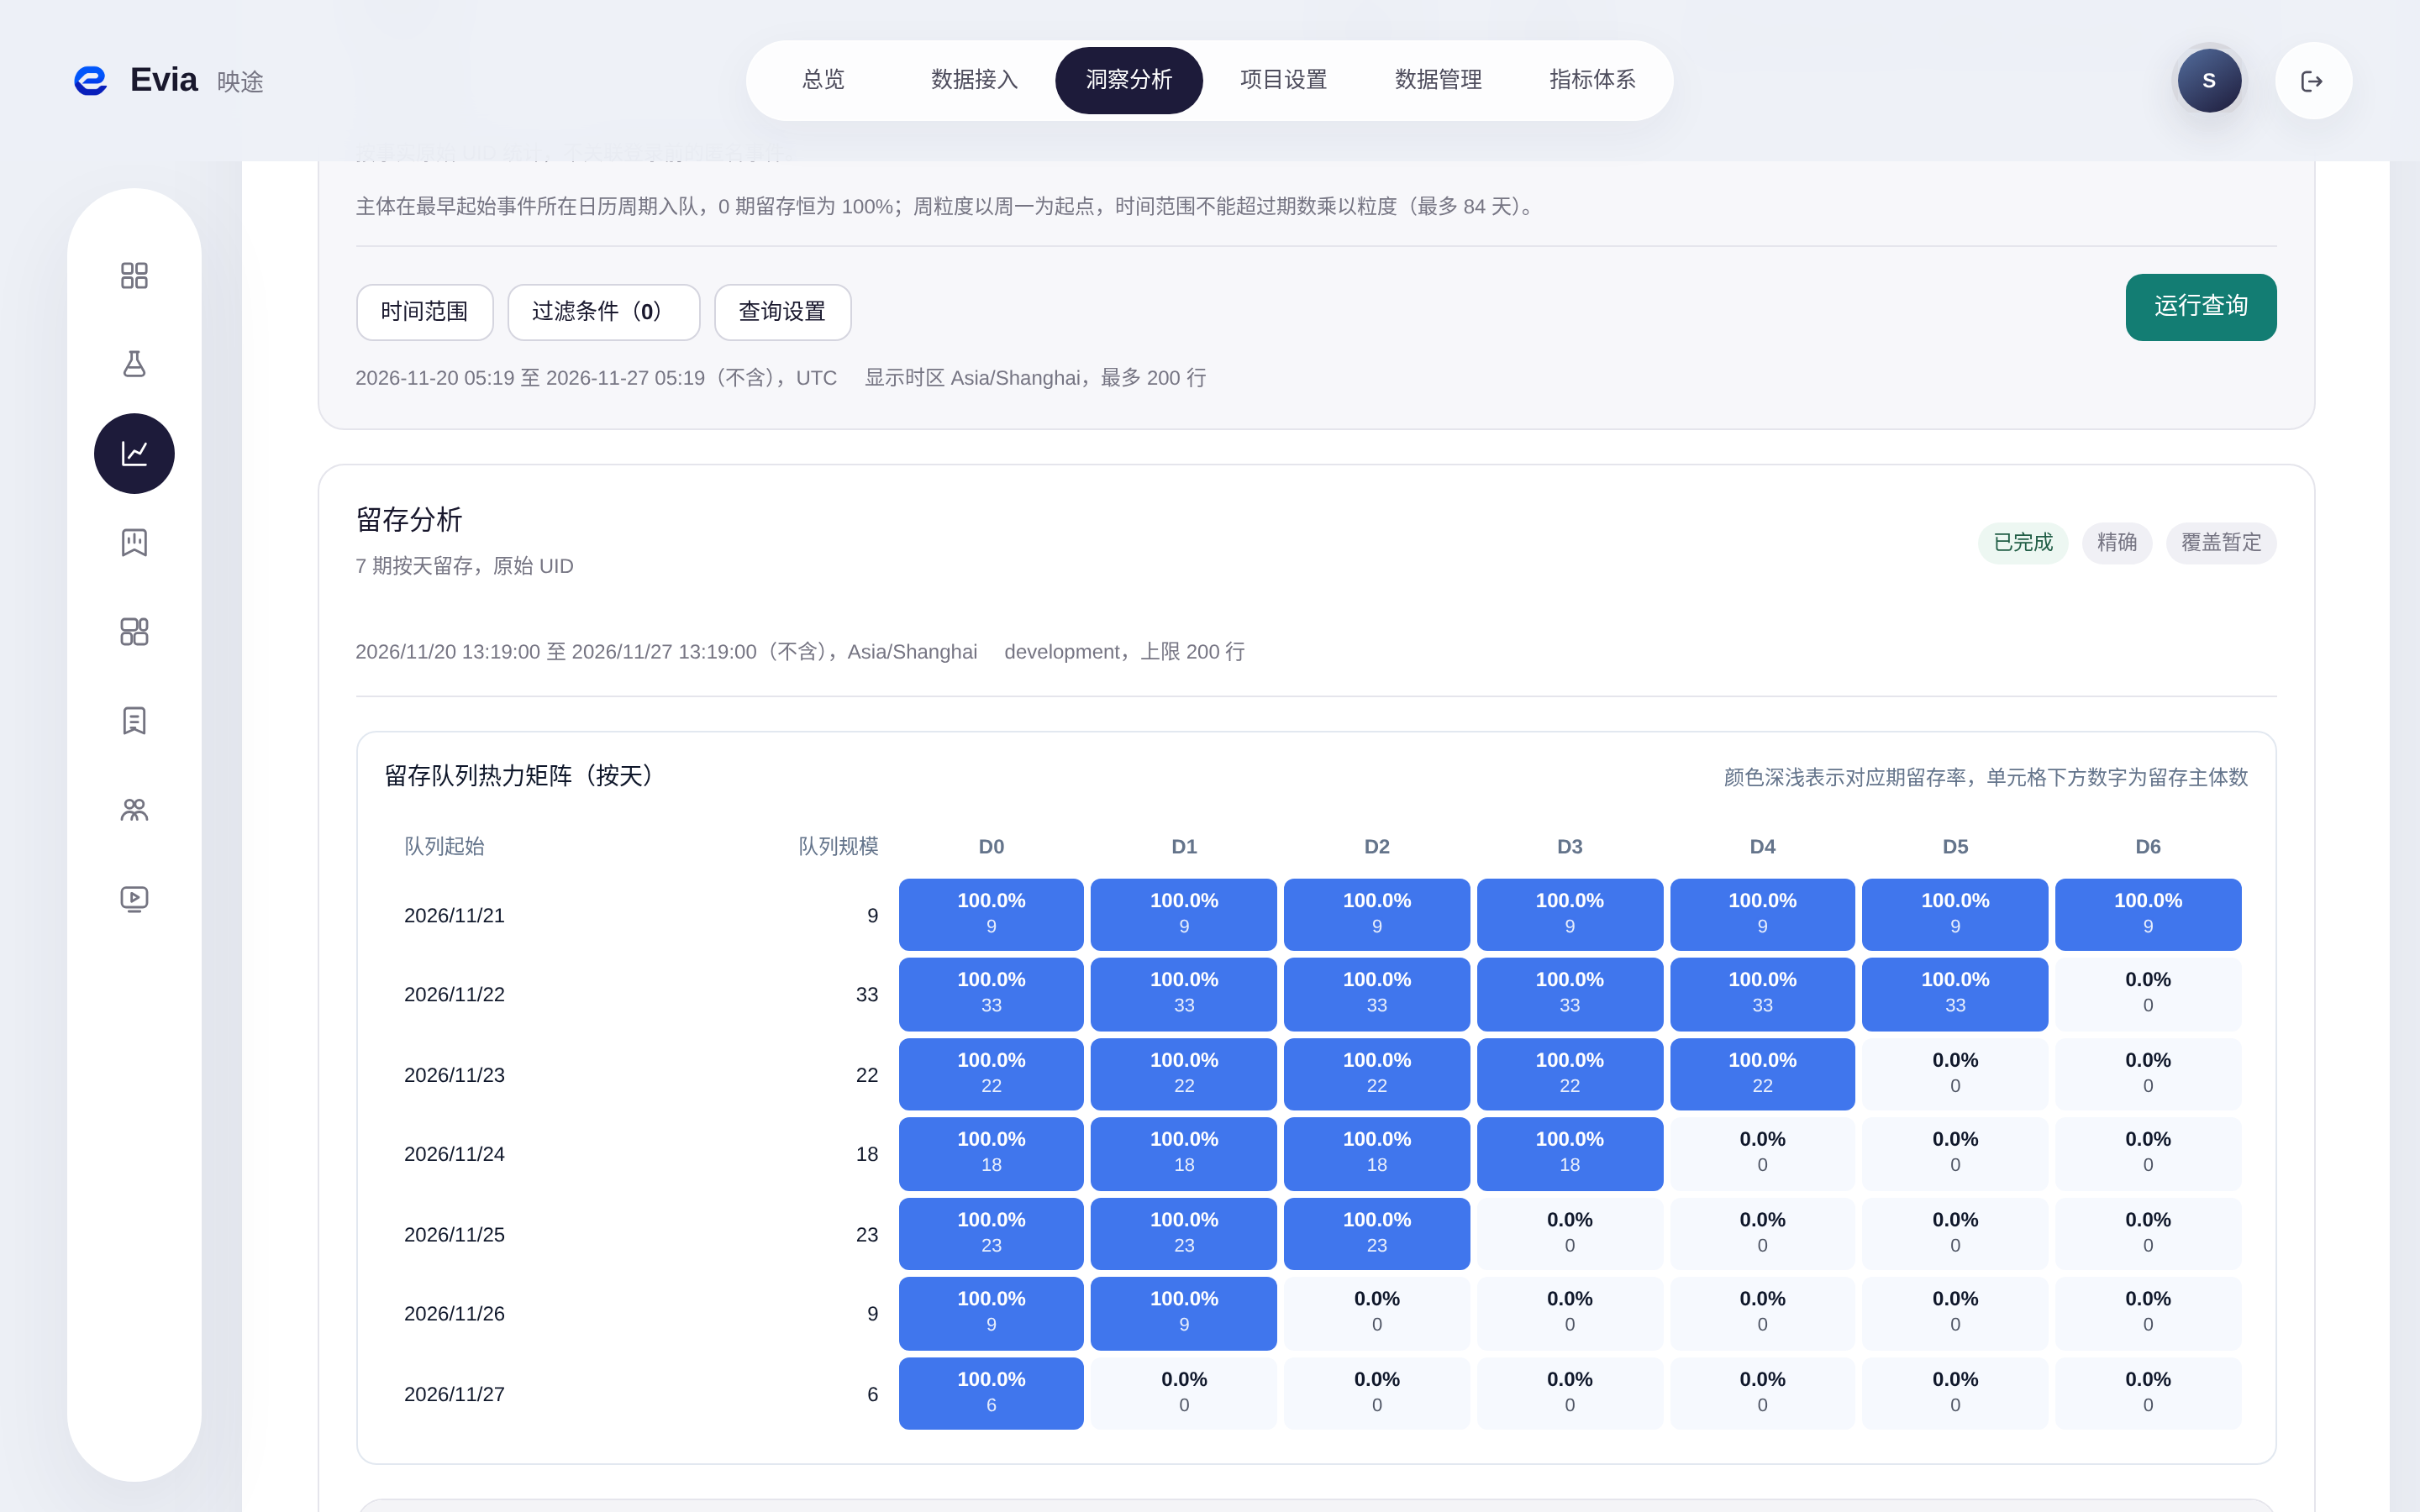 Evia 映途
总览 数据接入 洞察分析 项目设置 数据管理 指标体系
S
主体在最早起始事件所在日历周期入队，0 期留存恒为 100%；周粒度以周一为起点，时间范围不能超过期数乘以粒度（最多 84 天）。
时间范围 过滤条件（0） 查询设置 运行查询
2026-11-20 05:19 至 2026-11-27 05:19（不含），UTC 显示时区 Asia/Shanghai，最多 200 行
留存分析
已完成 精确 覆盖暂定
7 期按天留存，原始 UID
2026/11/20 13:19:00 至 2026/11/27 13:19:00（不含），Asia/Shanghai development，上限 200 行
留存队列热力矩阵（按天） 颜色深浅表示对应期留存率，单元格下方数字为留存主体数
队列起始 队列规模 D0 D1 D2 D3 D4 D5 D6
100.0% 100.0% 100.0% 100.0% 100.0% 100.0% 100.0%
2026/11/21 9
9 9 9 9 9 9 9
100.0% 100.0% 100.0% 100.0% 100.0% 100.0% 0.0%
2026/11/22 33
33 33 33 33 33 33 0
100.0% 100.0% 100.0% 100.0% 100.0% 0.0% 0.0%
2026/11/23 22
22 22 22 22 22 0 0
100.0% 100.0% 100.0% 100.0% 0.0% 0.0% 0.0%
2026/11/24 18
18 18 18 18 0 0 0
100.0% 100.0% 100.0% 0.0% 0.0% 0.0% 0.0%
2026/11/25 23
23 23 23 0 0 0 0
100.0% 100.0% 0.0% 0.0% 0.0% 0.0% 0.0%
2026/11/26 9
9 9 0 0 0 0 0
100.0% 0.0% 0.0% 0.0% 0.0% 0.0% 0.0%
2026/11/27 6
6 0 0 0 0 0 0